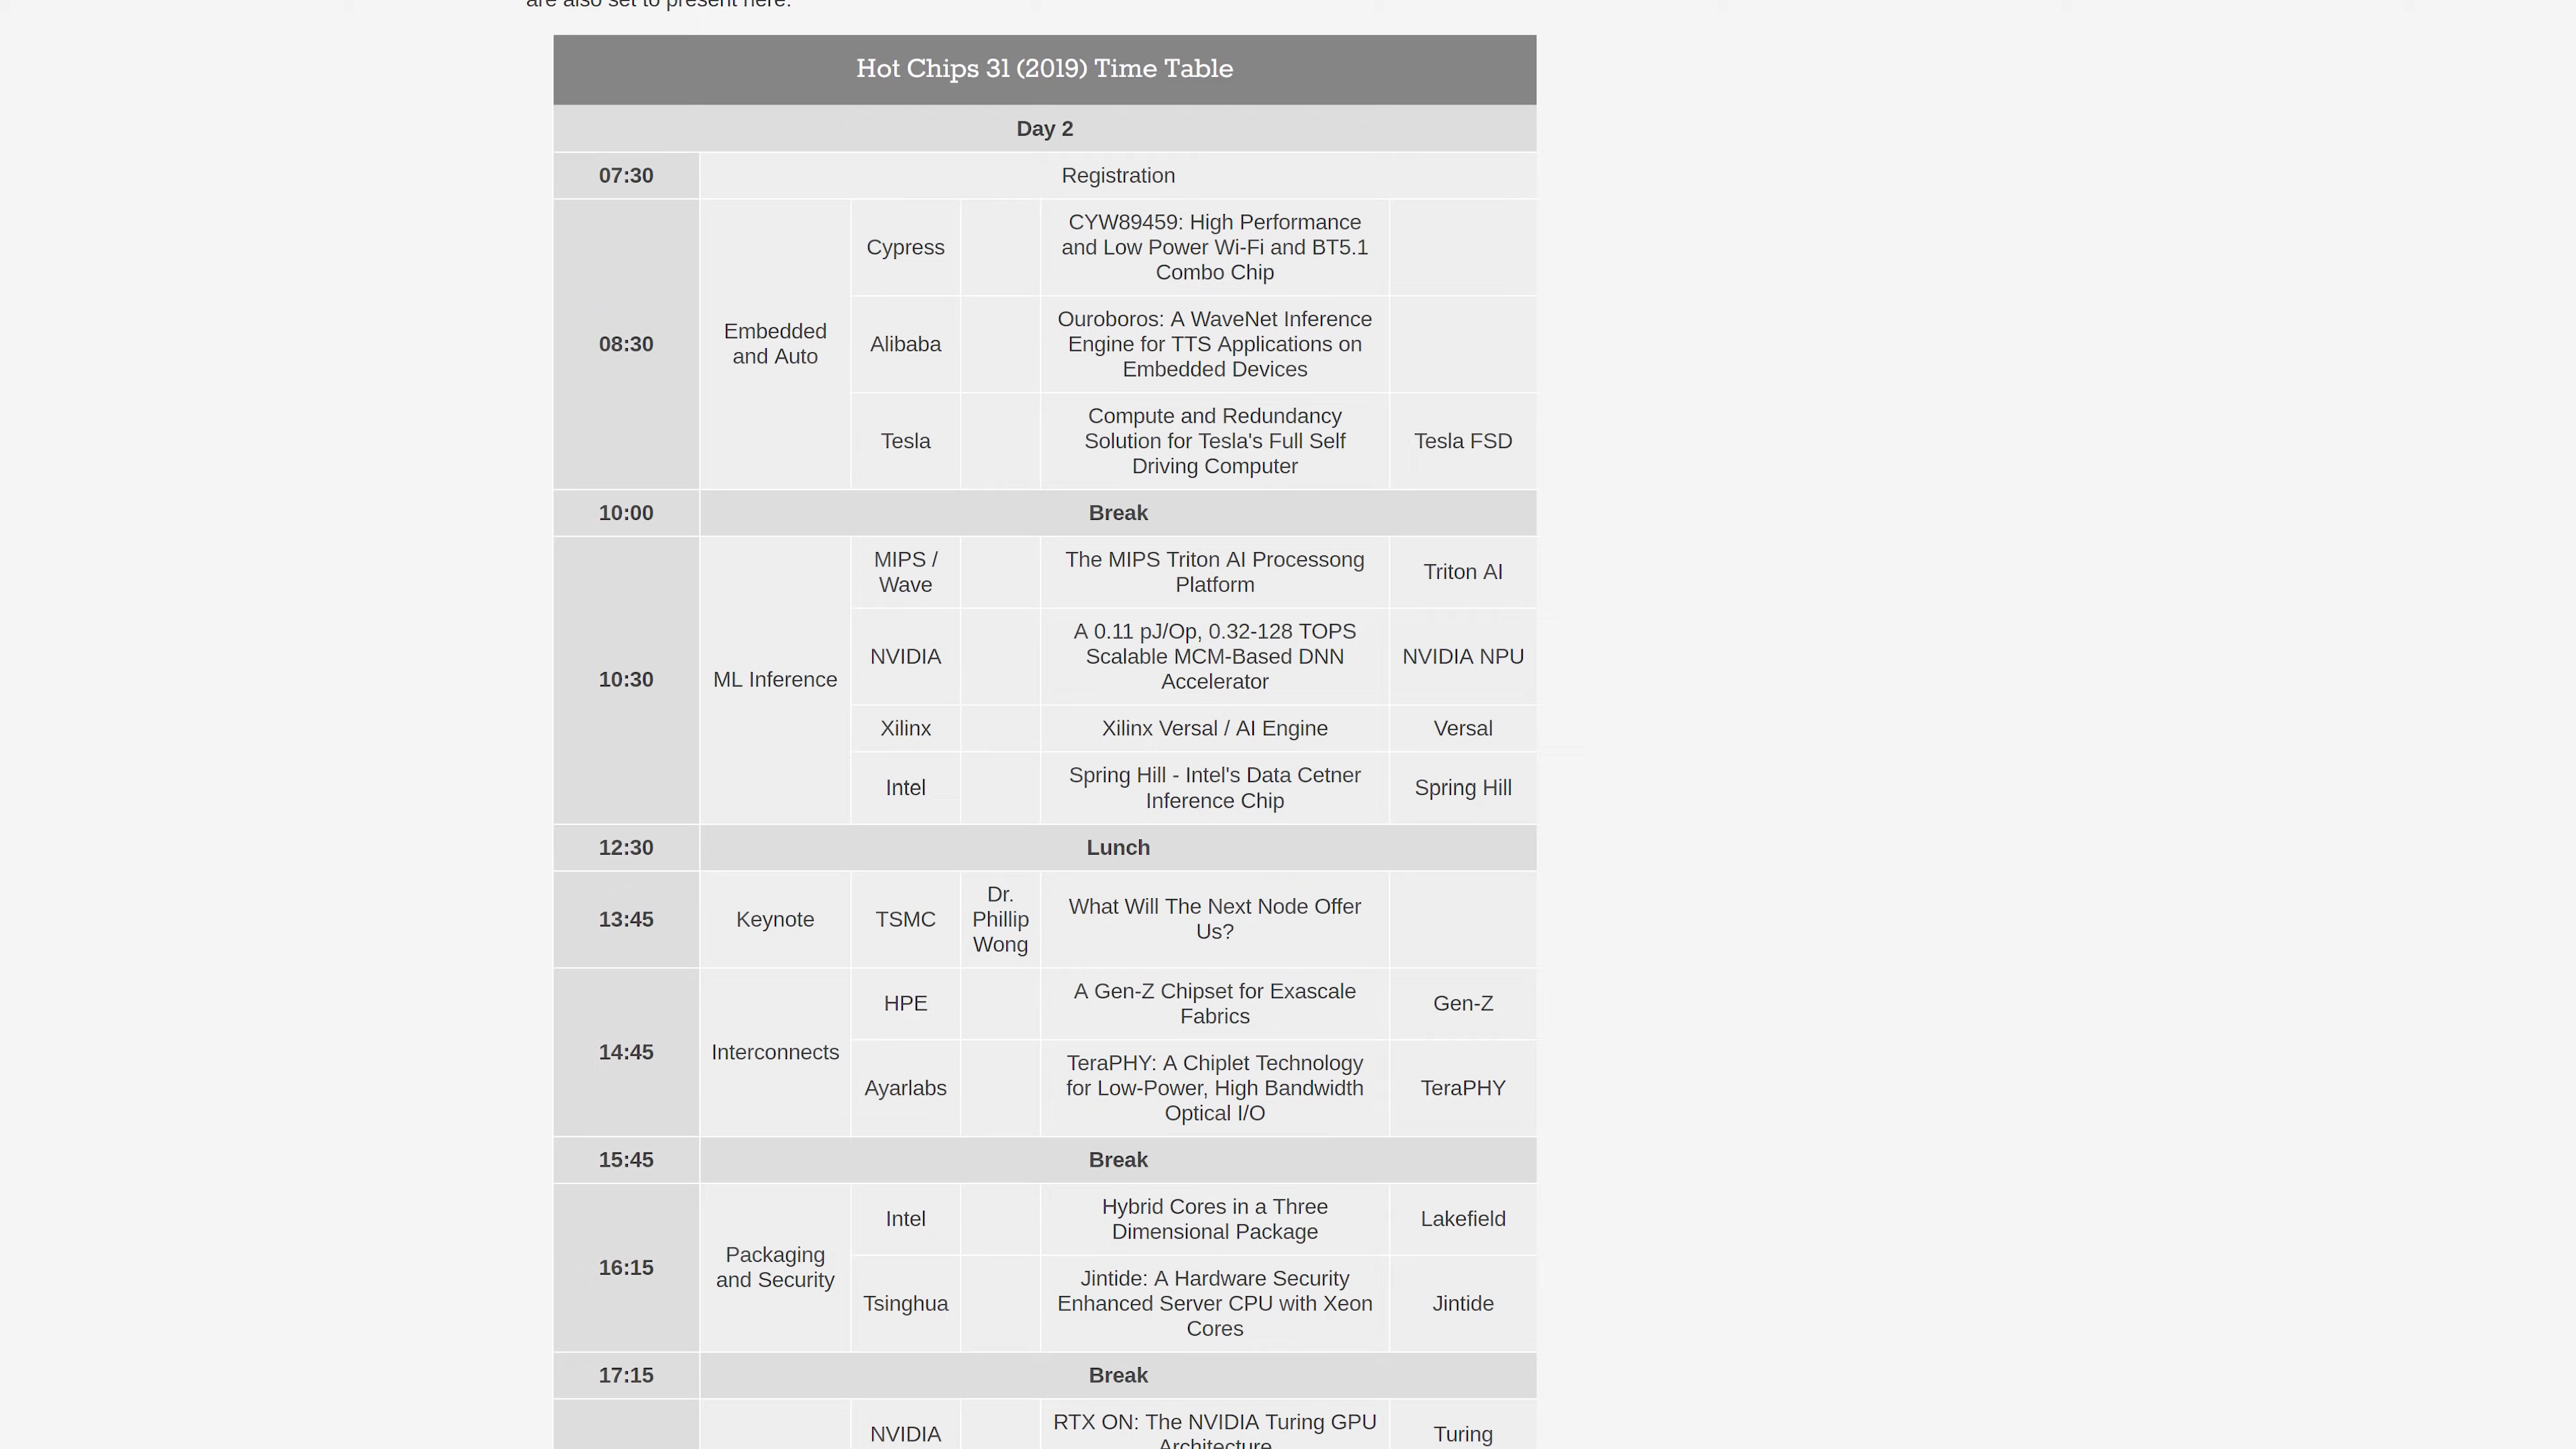 are also set to present here.
Hot Chips 31 (2019) Time Table
Day 2
07:30
Registration
08:30
Embedded
and Auto
Cypress
CYW89459: High Performance
and Low Power Wi-Fi and BT5.1
Combo Chip
Alibaba
Ouroboros: A WaveNet Inference
Engine for TTS Applications on
Embedded Devices
Tesla
Compute and Redundancy
Solution for Tesla's Full Self
Driving Computer
Tesla FSD
10:00
Break
10:30
ML Inference
MIPS /
Wave
The MIPS Triton AI Processong
Platform
Triton AI
NVIDIA
A 0.11 pJ/Op, 0.32-128 TOPS
Scalable MCM-Based DNN
Accelerator
NVIDIA NPU
Xilinx
Xilinx Versal / AI Engine
Versal
Intel
Spring Hill - Intel's Data Cetner
Inference Chip
Spring Hill
12:30
Lunch
13:45
Keynote
TSMC
Dr.
Phillip
Wong
What Will The Next Node Offer
Us?
14:45
Interconnects
HPE
A Gen-Z Chipset for Exascale
Fabrics
Gen-Z
Ayarlabs
TeraPHY: A Chiplet Technology
for Low-Power, High Bandwidth
Optical I/O
TeraPHY
15:45
Break
16:15
Packaging
and Security
Intel
Hybrid Cores in a Three
Dimensional Package
Lakefield
Tsinghua
Jintide: A Hardware Security
Enhanced Server CPU with Xeon
Cores
Jintide
17:15
Break
NVIDIA
RTX ON: The NVIDIA Turing GPU
Architecture
Turing